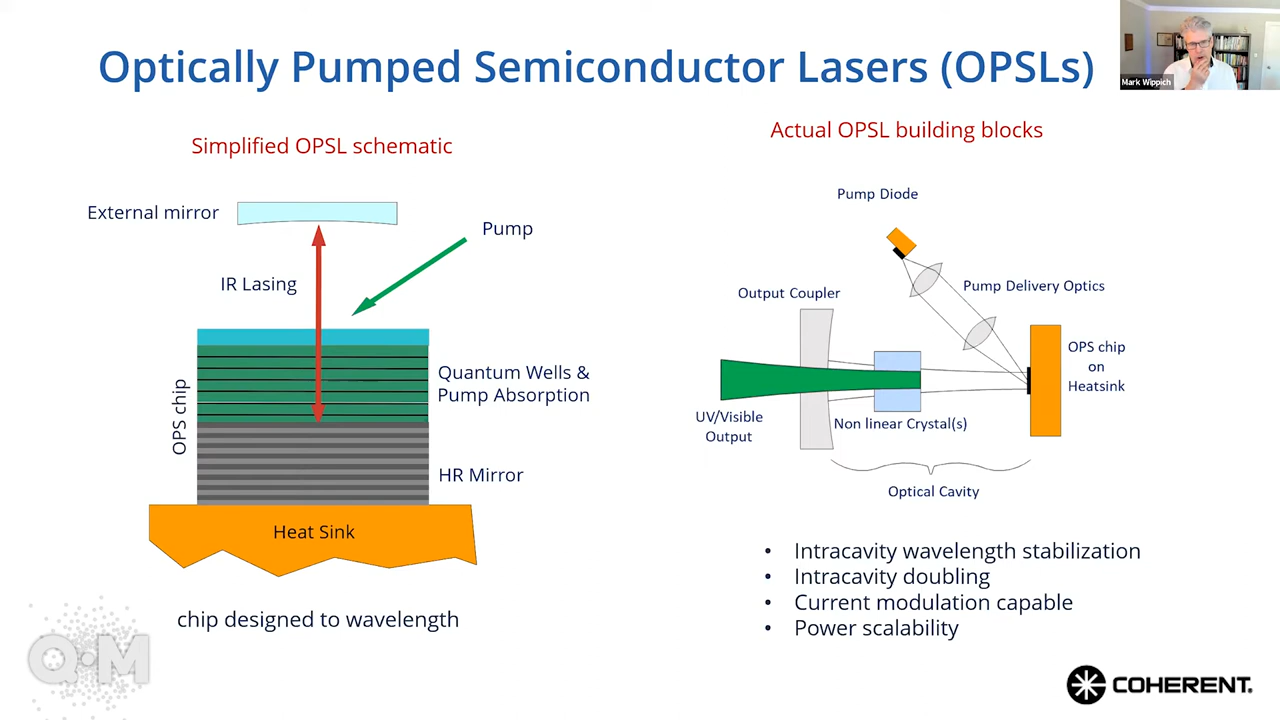 Optically Pumped Semiconductor Lasers (OPSLs)
Mark Wippich
Simplified OPSL schematic
External mirror
Pump
IR Lasing
OPS chip
Quantum Wells &
Pump Absorption
HR Mirror
Heat Sink
chip designed to wavelength
Actual OPSL building blocks
Pump Diode
Pump Delivery Optics
Output Coupler
OPS chip
on
Heatsink
UV/Visible
Output
Non linear Crystal(s)
Optical Cavity
• Intracavity wavelength stabilization
• Intracavity doubling
• Current modulation capable
• Power scalability
Q·M
COHERENT.